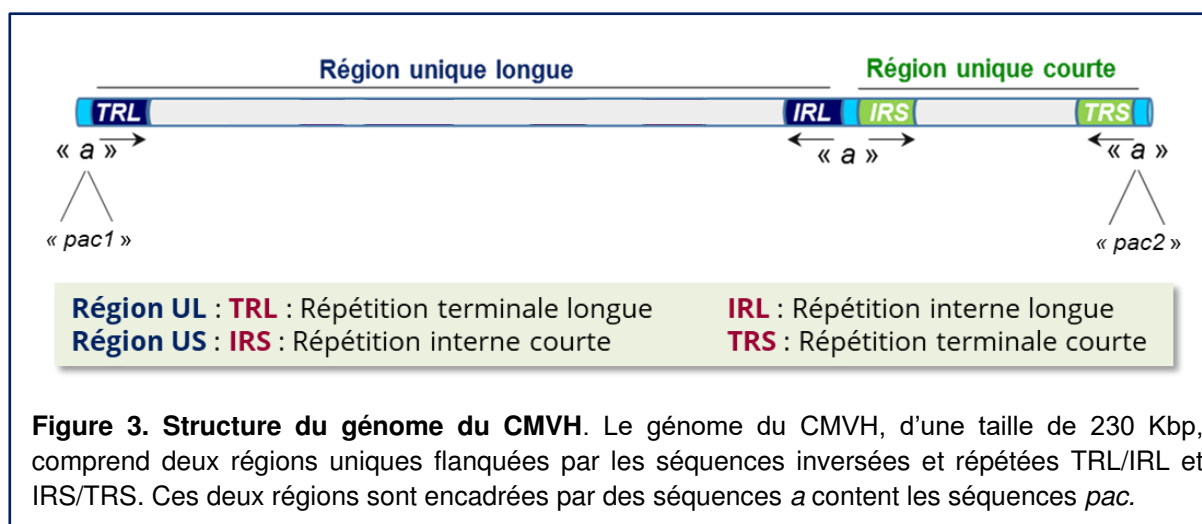 Région unique longue Région unique courte
TRL IRL IRS TRS
« a » « a » « a »
« pac1 » « pac2 »
Région UL : TRL : Répétition terminale longue IRL : Répétition interne longue
Région US : IRS : Répétition interne courte TRS : Répétition terminale courte
Figure 3. Structure du génome du CMVH. Le génome du CMVH, d’une taille de 230 Kbp,
comprend deux régions uniques flanquées par les séquences inversées et répétées TRL/IRL et
IRS/TRS. Ces deux régions sont encadrées par des séquences a content les séquences pac.